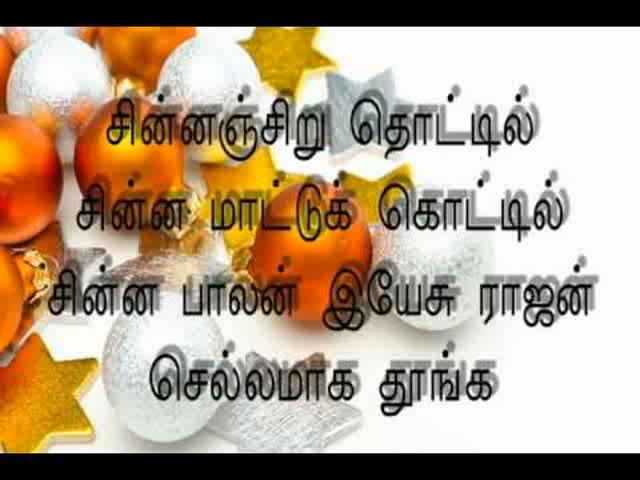 சின்னஞ்சிறு தொட்டில்
சின்ன மாட்டுக் கொட்டில்
சின்ன பாலன் இயேசு ராஜன்
செல்லமாக தூங்க